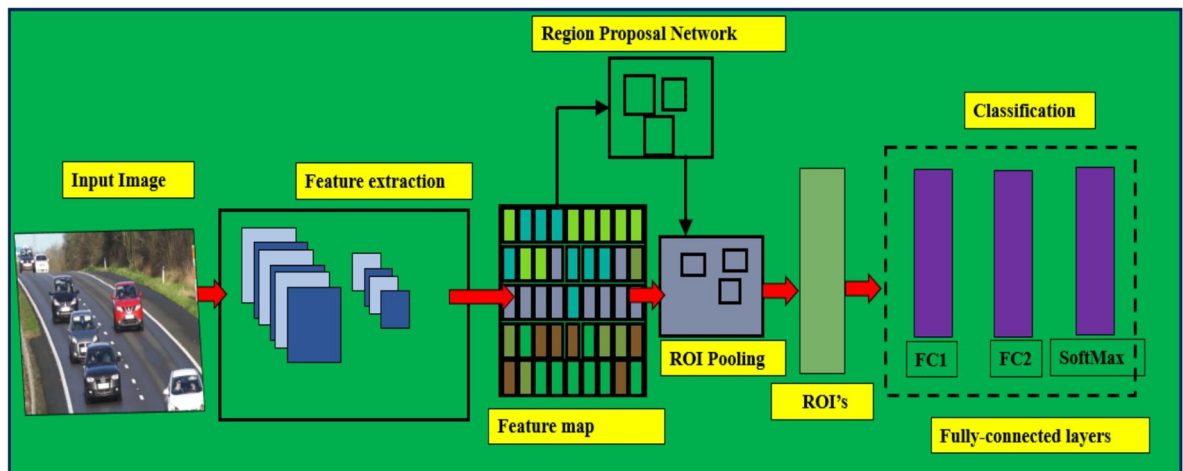 Region Proposal Network
Classification
Input Image
Feature extraction
ROI Pooling
FC1
FC2
SoftMax
ROI's
Feature map
Fully-connected layers